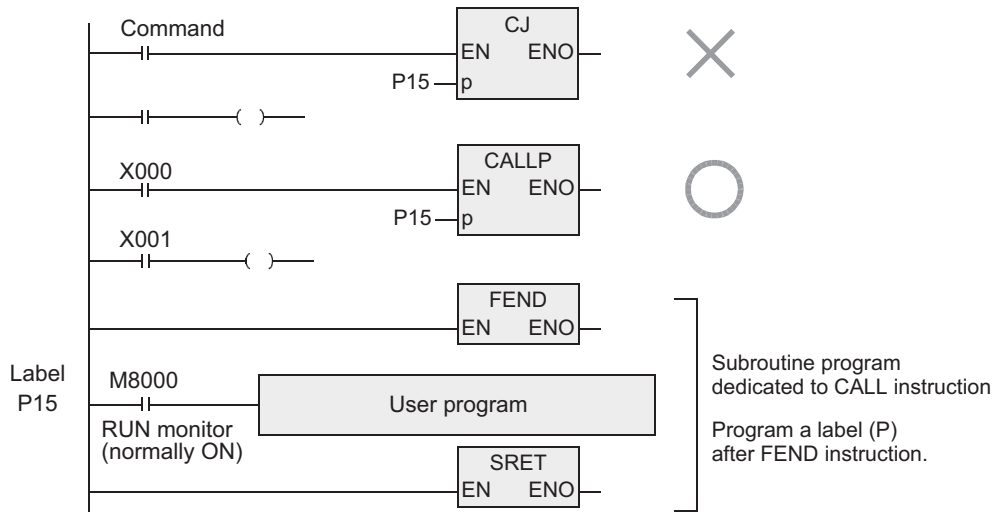 Command
CJ
EN ENO
P15 p
X000
CALLP
EN ENO
P15 p
X001
FEND
EN ENO
Label
P15
M8000
User program
RUN monitor
(normally ON)
SRET
EN ENO
Subroutine program
dedicated to CALL instruction
Program a label (P)
after FEND instruction.